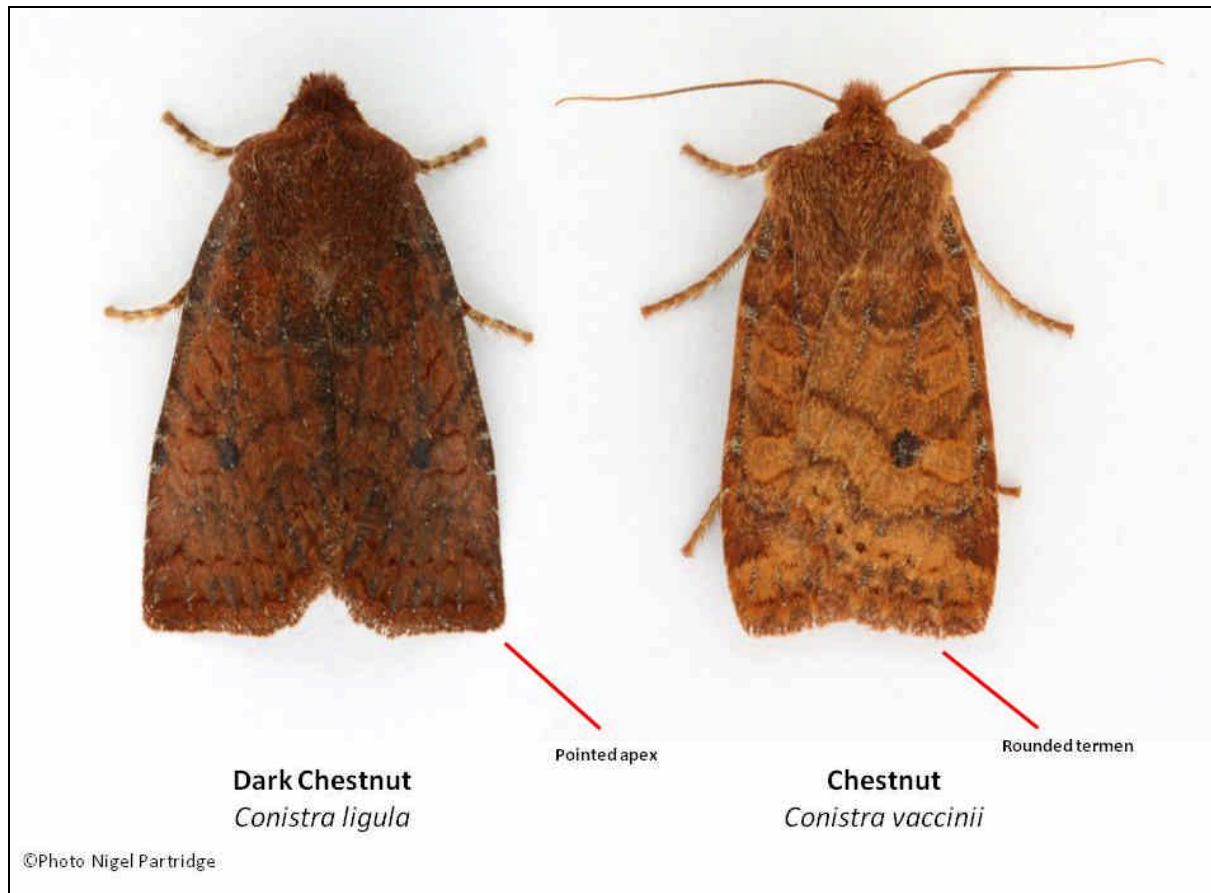 Pointed apex
Rounded termen
Dark Chestnut
Conistra ligula
Chestnut
Conistra vaccinii
©Photo Nigel Partridge